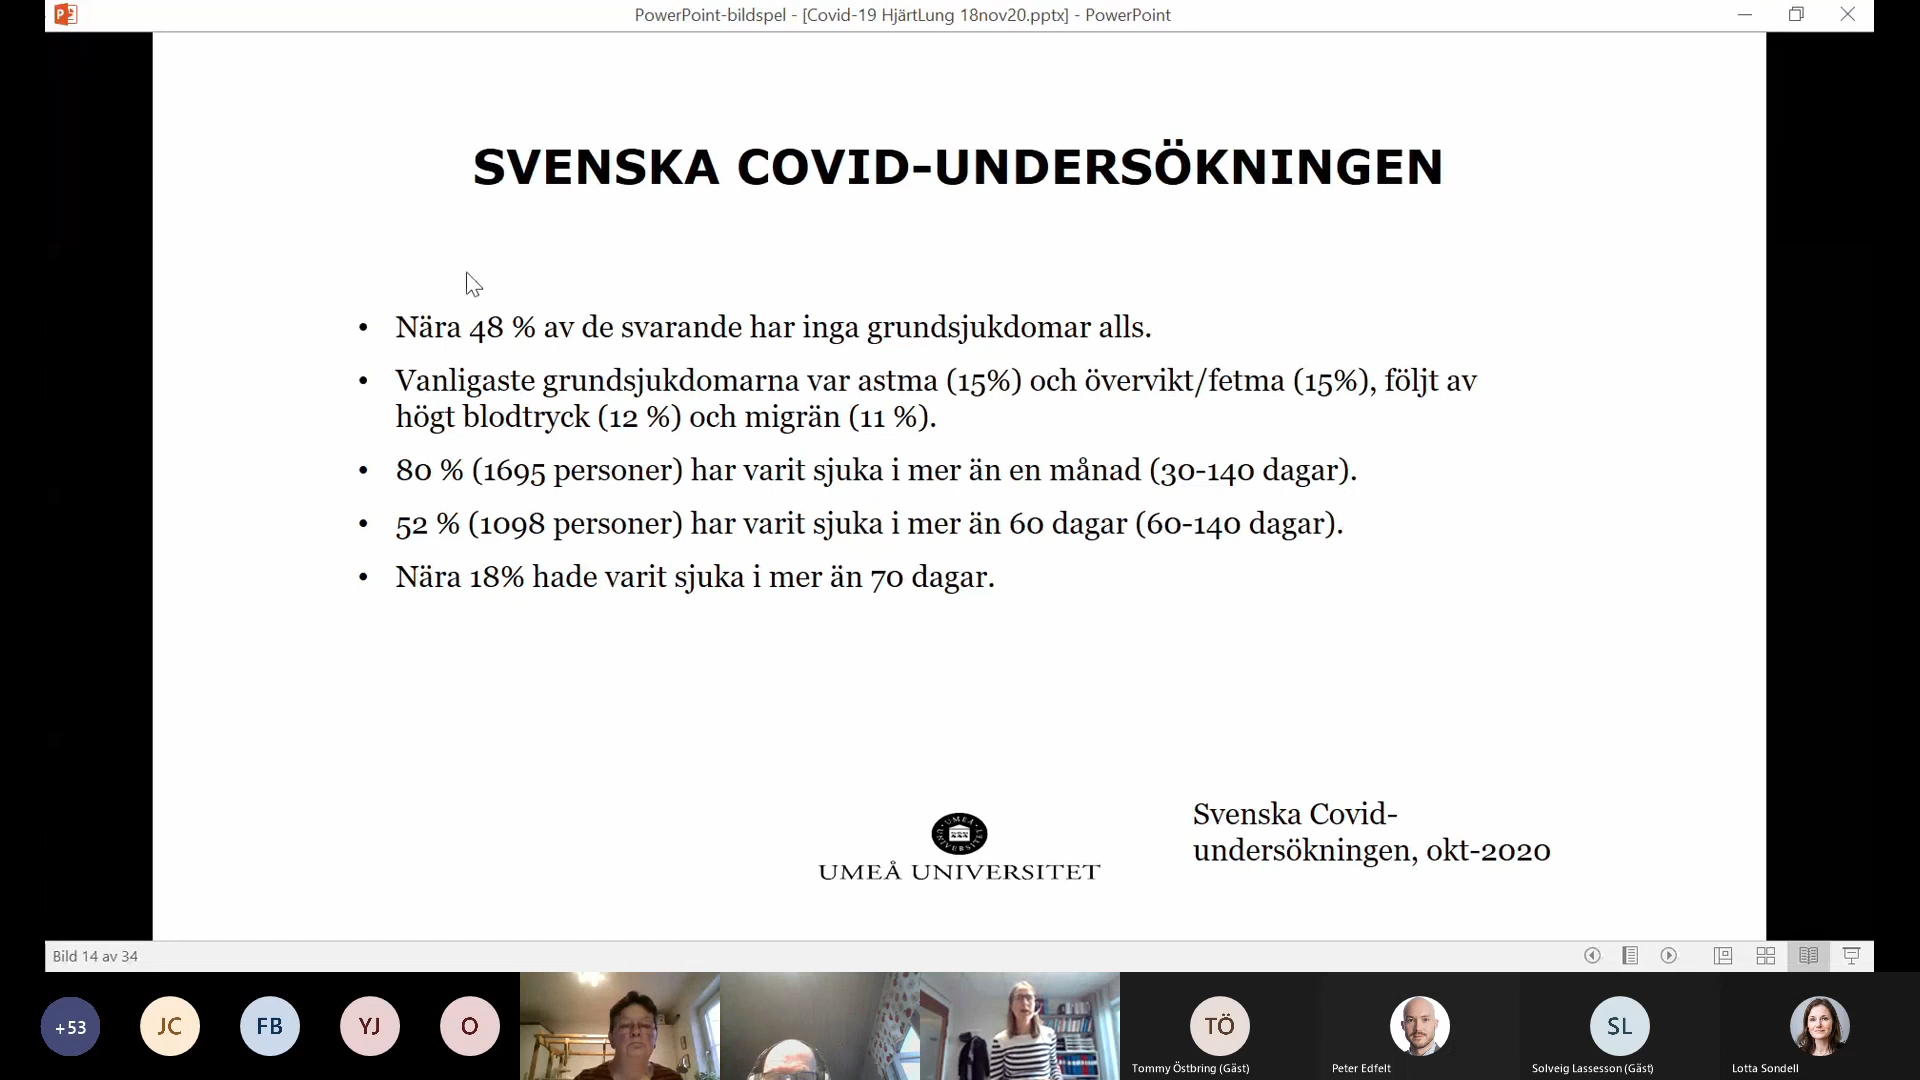 PowerPoint-bildspel - [Covid-19 HjärtLung 18nov20.pptx] - PowerPoint
SVENSKA COVID-UNDERSÖKNINGEN
• Nära 48 % av de svarande har inga grundsjukdomar alls.
• Vanligaste grundsjukdomarna var astma (15%) och övervikt/fetma (15%), följt av
högt blodtryck (12 %) och migrän (11 %).
• 80 % (1695 personer) har varit sjuka i mer än en månad (30-140 dagar).
• 52 % (1098 personer) har varit sjuka i mer än 60 dagar (60-140 dagar).
• Nära 18% hade varit sjuka i mer än 70 dagar.
UMEÅ UNIVERSITET
Svenska Covid-
undersökningen, okt-2020
Bild 14 av 34
+53
JC
FB
YJ
O
TÖ
SL
Tommy Östbring (Gäst)
Peter Edfelt
Solveig Lassesson (Gäst)
Lotta Sondell